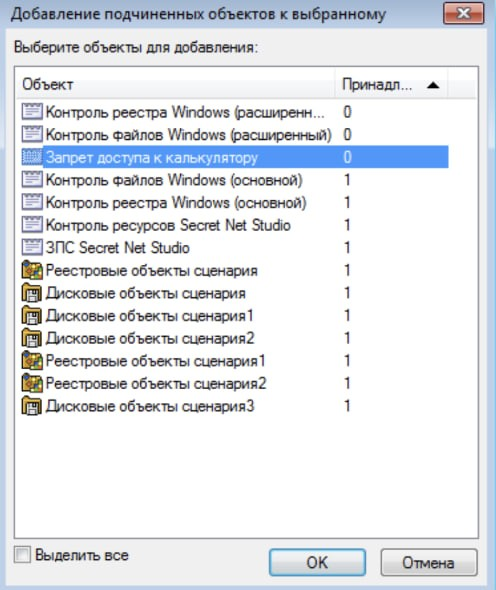 Добавление подчиненных объектов к выбранному
Выберите объекты для добавления:
Объект Принадл...
Контроль реестра Windows (расширенн... 0
Контроль файлов Windows (расширенный) 0
Запрет доступа к калькулятору 0
Контроль файлов Windows (основной) 1
Контроль реестра Windows (основной) 1
Контроль ресурсов Secret Net Studio 1
ЗПС Secret Net Studio 1
Реестровые объекты сценария 1
Дисковые объекты сценария 1
Дисковые объекты сценария1 1
Дисковые объекты сценария2 1
Реестровые объекты сценария1 1
Реестровые объекты сценария2 1
Дисковые объекты сценария3 1
Выделить все
OK Отмена